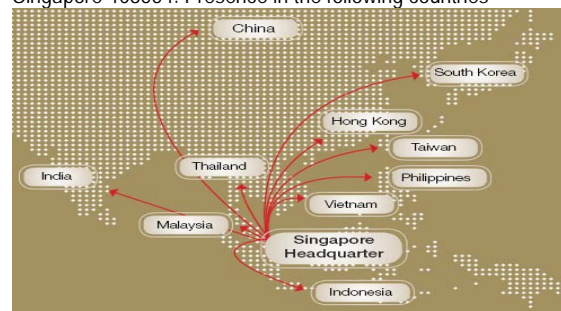 Singapore 408664. Presence in the following countries
China
South Korea
Hong Kong
Taiwan
Thailand
India
Philippines
Vietnam
Malaysia
Singapore
Headquarter
Indonesia